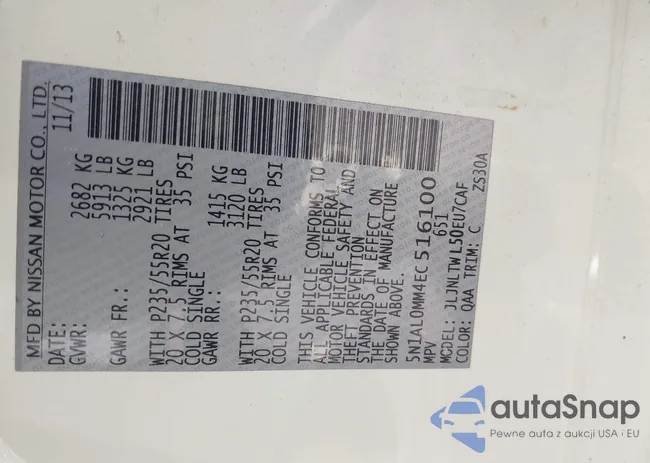 MFD BY NISSAN MOTOR CO., LTD.
DATE: 11/13
GVWR: 2682 KG
5913 LB
GAWR FR.: 1325 KG
2921 LB
WITH P235/55R20 TIRES
20 X 7.5 RIMS AT 35 PSI
COLD SINGLE
GAWR RR.: 1415 KG
3120 LB
WITH P235/55R20 TIRES
20 X 7.5 RIMS AT 35 PSI
COLD SINGLE
THIS VEHICLE CONFORMS TO
ALL APPLICABLE FEDERAL
MOTOR VEHICLE SAFETY AND
THEFT PREVENTION
STANDARDS IN EFFECT ON
THE DATE OF MANUFACTURE
SHOWN ABOVE.
5N1AL0MM4EC516100
MPV 651
MODEL: JLJNLTWL50EU/CAF
COLOR: QAA TRIM: C ZS30A
autaSnap
Pewne auta z aukcji USA i EU